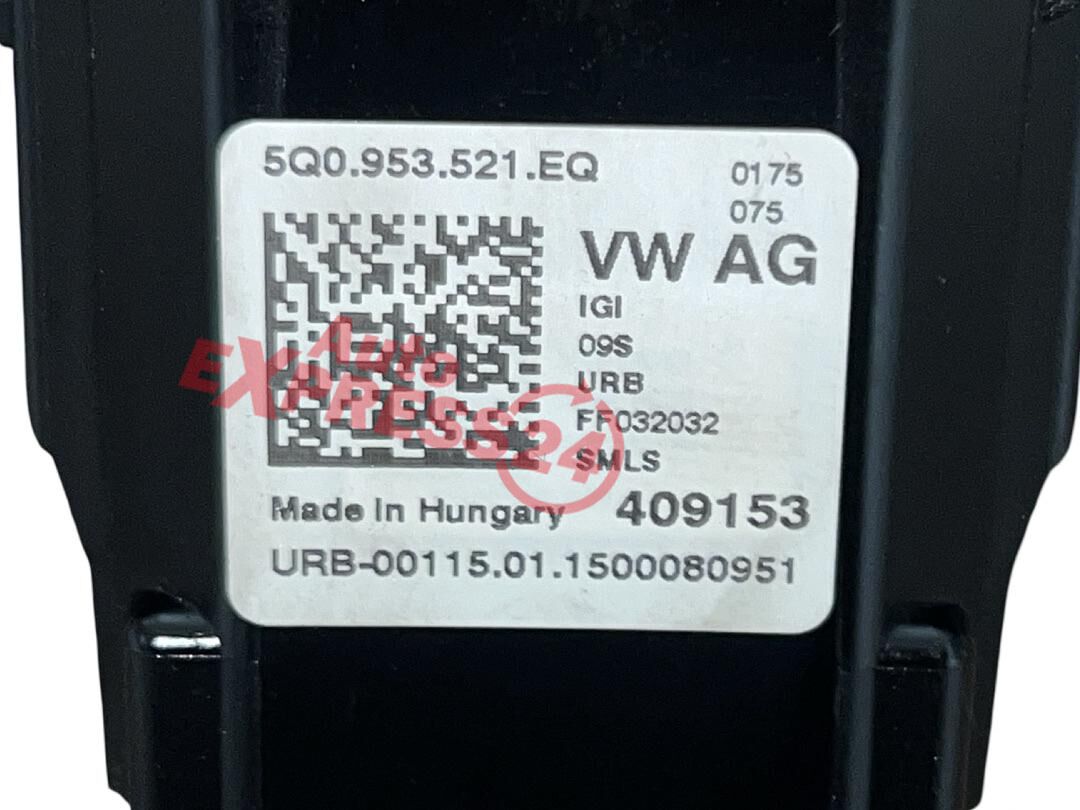 5Q0.953.521.EQ
0175
075
VW AG
IGI
09S
URB
FF032032
SMLS
Auto
EXPRESS24
Made In Hungary 409153
URB-00115.01.1500080951